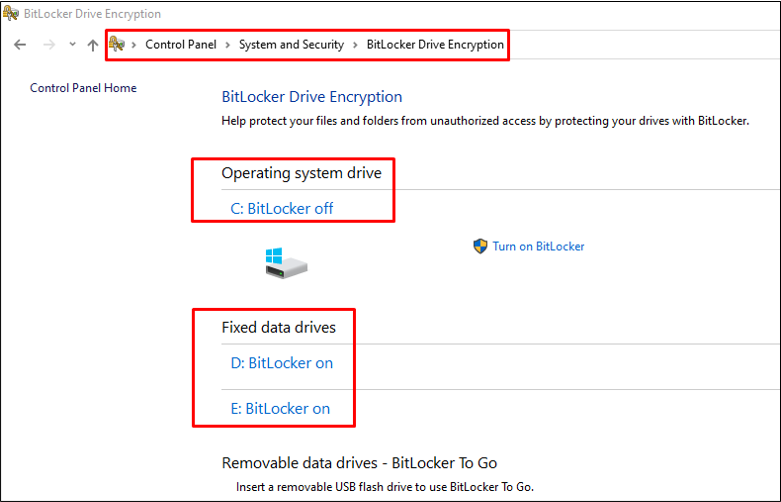 BitLocker Drive Encryption
Control Panel > System and Security > BitLocker Drive Encryption
Control Panel Home
BitLocker Drive Encryption
Help protect your files and folders from unauthorized access by protecting your drives with BitLocker.
Operating system drive
C: BitLocker off
Turn on BitLocker
Fixed data drives
D: BitLocker on
E: BitLocker on
Removable data drives - BitLocker To Go
Insert a removable USB flash drive to use BitLocker To Go.